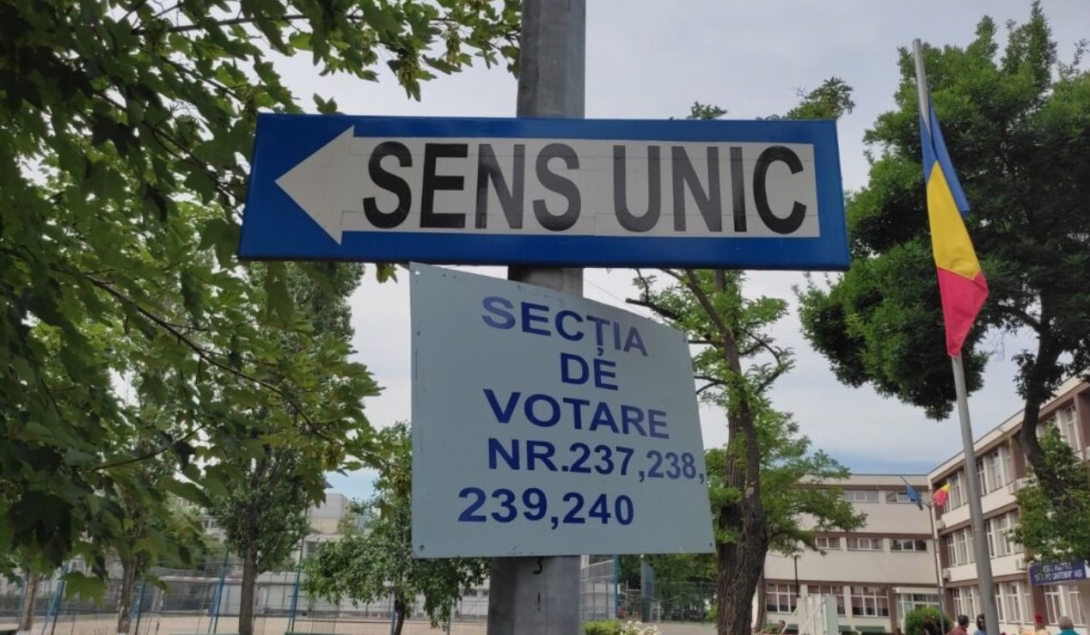 SENS UNIC
SECȚIA
DE
VOTARE
NR.237,238,
239,240